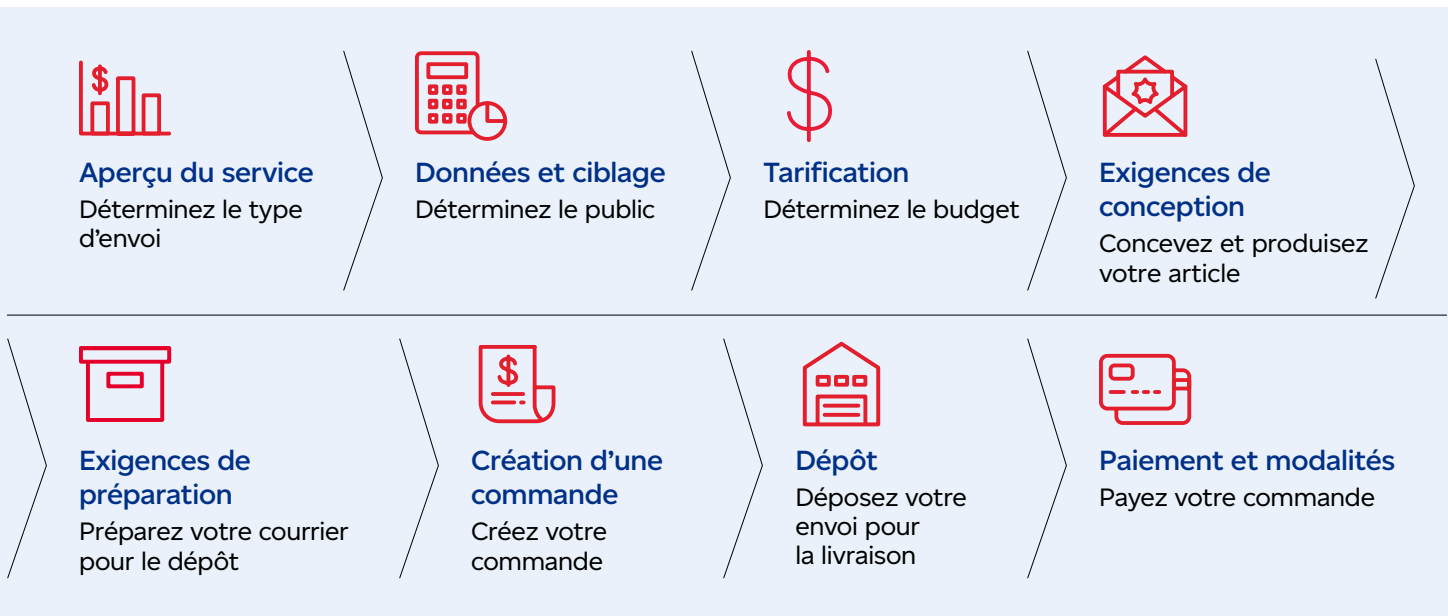 $
Aperçu du service
Déterminez le type
d’envoi
Données et ciblage
Déterminez le public
$
Tarification
Déterminez le budget
Exigences de
conception
Concevez et produisez
votre article
Exigences de
préparation
Préparez votre courrier
pour le dépôt
$
Création d’une
commande
Créez votre
commande
Dépôt
Déposez votre
envoi pour
la livraison
Paiement et modalités
Payez votre commande